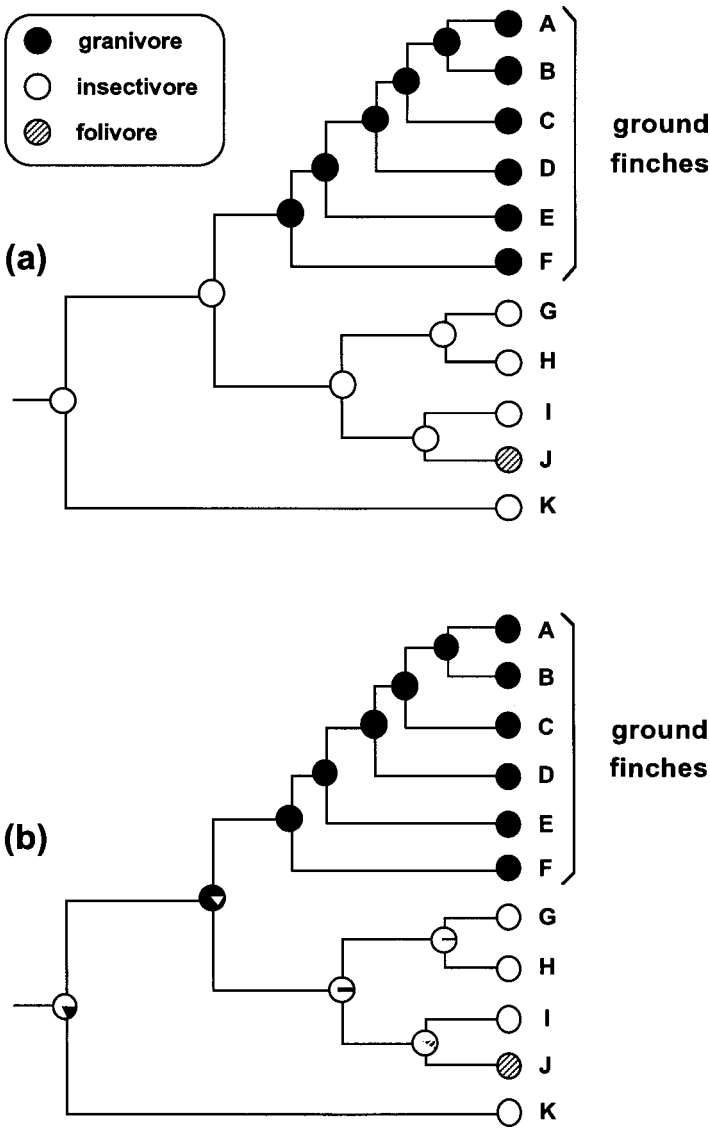 granivore
insectivore
folivore
(a)
A
B
C
D
E
F
G
H
I
J
K
ground
finches
(b)
A
B
C
D
E
F
G
H
I
J
K
ground
finches